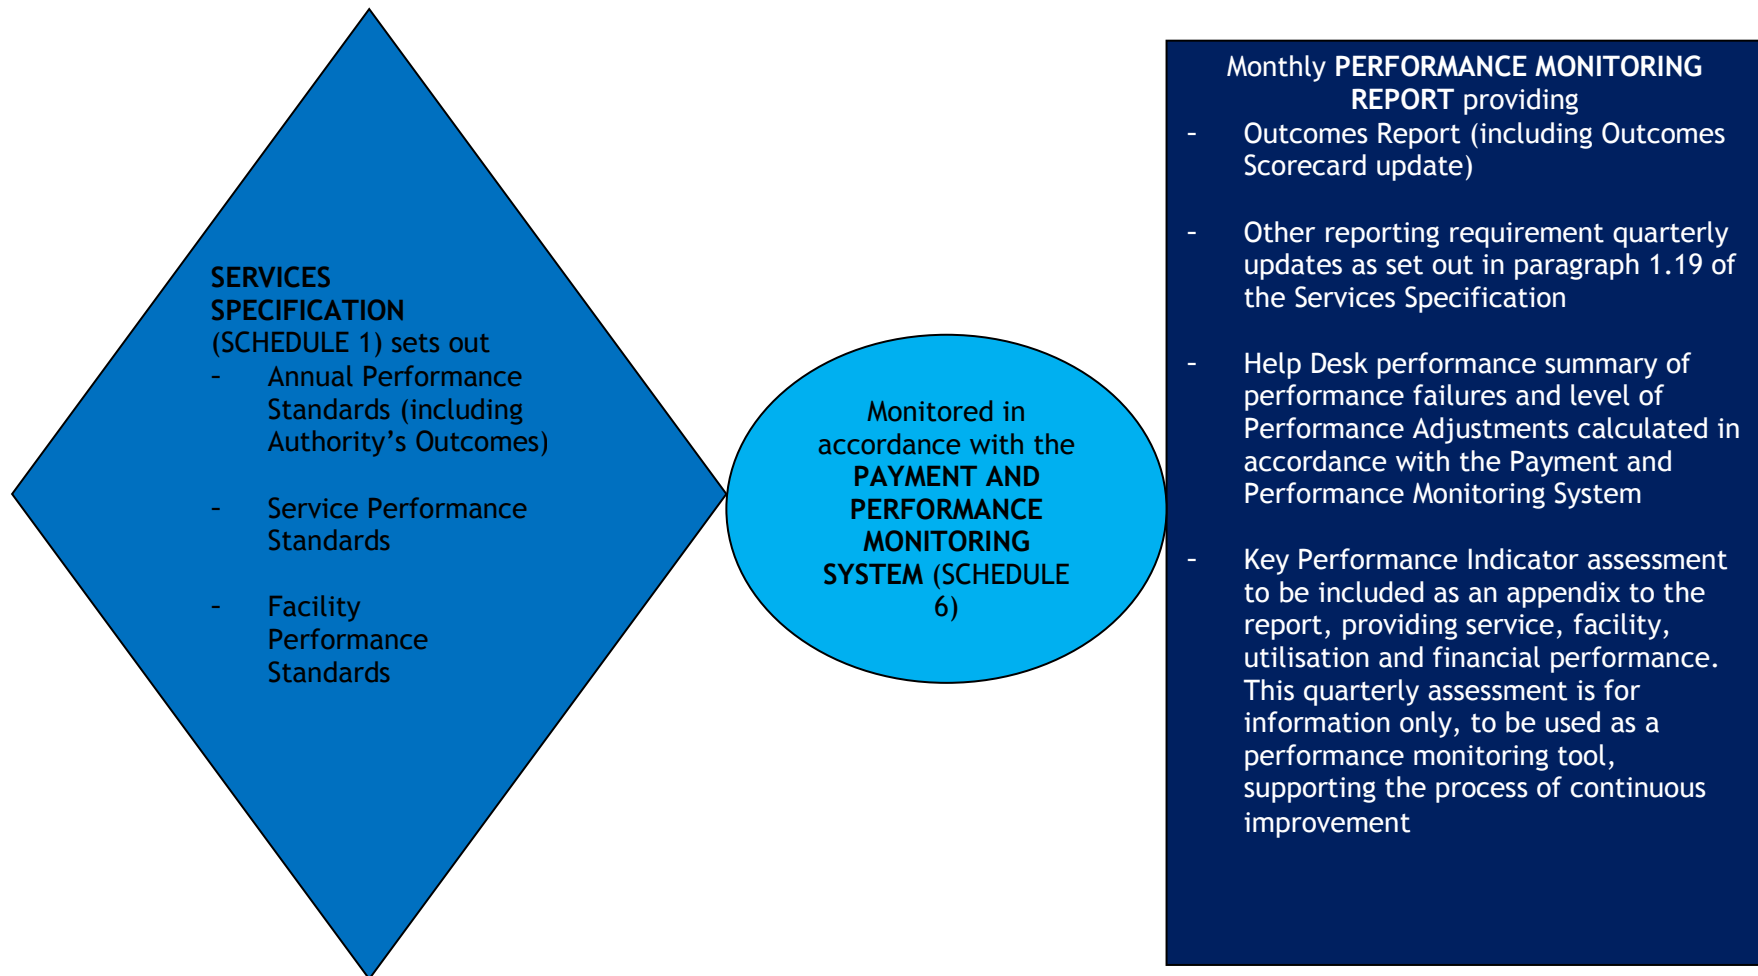 SERVICES
SPECIFICATION
(SCHEDULE 1) sets out
- Annual Performance
Standards (including
Authority’s Outcomes)
- Service Performance
Standards
- Facility
Performance
Standards
Monitored in
accordance with the
PAYMENT AND
PERFORMANCE
MONITORING
SYSTEM (SCHEDULE
6)
Monthly PERFORMANCE MONITORING
REPORT providing
- Outcomes Report (including Outcomes
Scorecard update)
- Other reporting requirement quarterly
updates as set out in paragraph 1.19 of
the Services Specification
- Help Desk performance summary of
performance failures and level of
Performance Adjustments calculated in
accordance with the Payment and
Performance Monitoring System
- Key Performance Indicator assessment
to be included as an appendix to the
report, providing service, facility,
utilisation and financial performance.
This quarterly assessment is for
information only, to be used as a
performance monitoring tool,
supporting the process of continuous
improvement